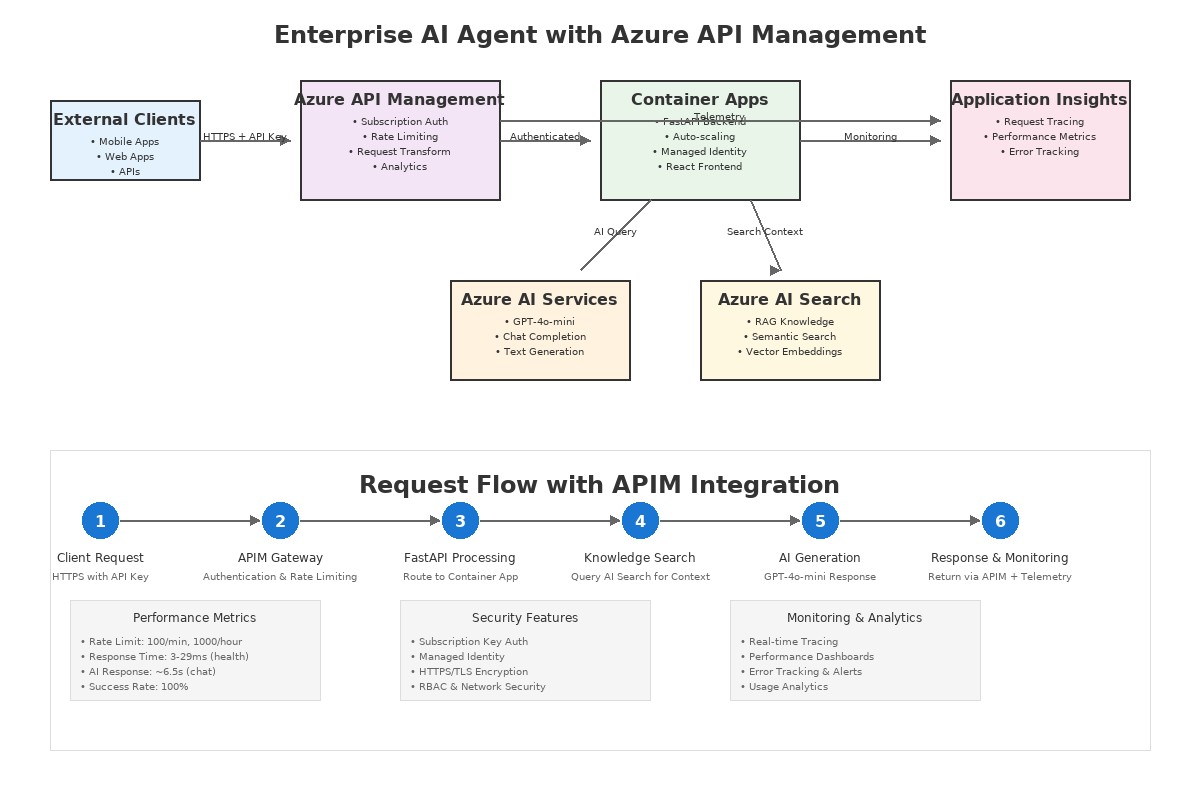 Enterprise AI Agent with Azure API Management
External Clients
• Mobile Apps
• Web Apps
• APIs
HTTPS + API Key
Azure API Management
• Subscription Auth
• Rate Limiting
• Request Transform
• Analytics
Authenticated
Container Apps
Telemetry
• FastAPI Backend
• Auto-scaling
• Managed Identity
• React Frontend
Monitoring
Application Insights
• Request Tracing
• Performance Metrics
• Error Tracking
AI Query
Search Context
Azure AI Services
• GPT-4o-mini
• Chat Completion
• Text Generation
Azure AI Search
• RAG Knowledge
• Semantic Search
• Vector Embeddings
Request Flow with APIM Integration
1
Client Request
HTTPS with API Key
2
APIM Gateway
Authentication & Rate Limiting
3
FastAPI Processing
Route to Container App
4
Knowledge Search
Query AI Search for Context
5
AI Generation
GPT-4o-mini Response
6
Response & Monitoring
Return via APIM + Telemetry
Performance Metrics
• Rate Limit: 100/min, 1000/hour
• Response Time: 3-29ms (health)
• AI Response: ~6.5s (chat)
• Success Rate: 100%
Security Features
• Subscription Key Auth
• Managed Identity
• HTTPS/TLS Encryption
• RBAC & Network Security
Monitoring & Analytics
• Real-time Tracing
• Performance Dashboards
• Error Tracking & Alerts
• Usage Analytics